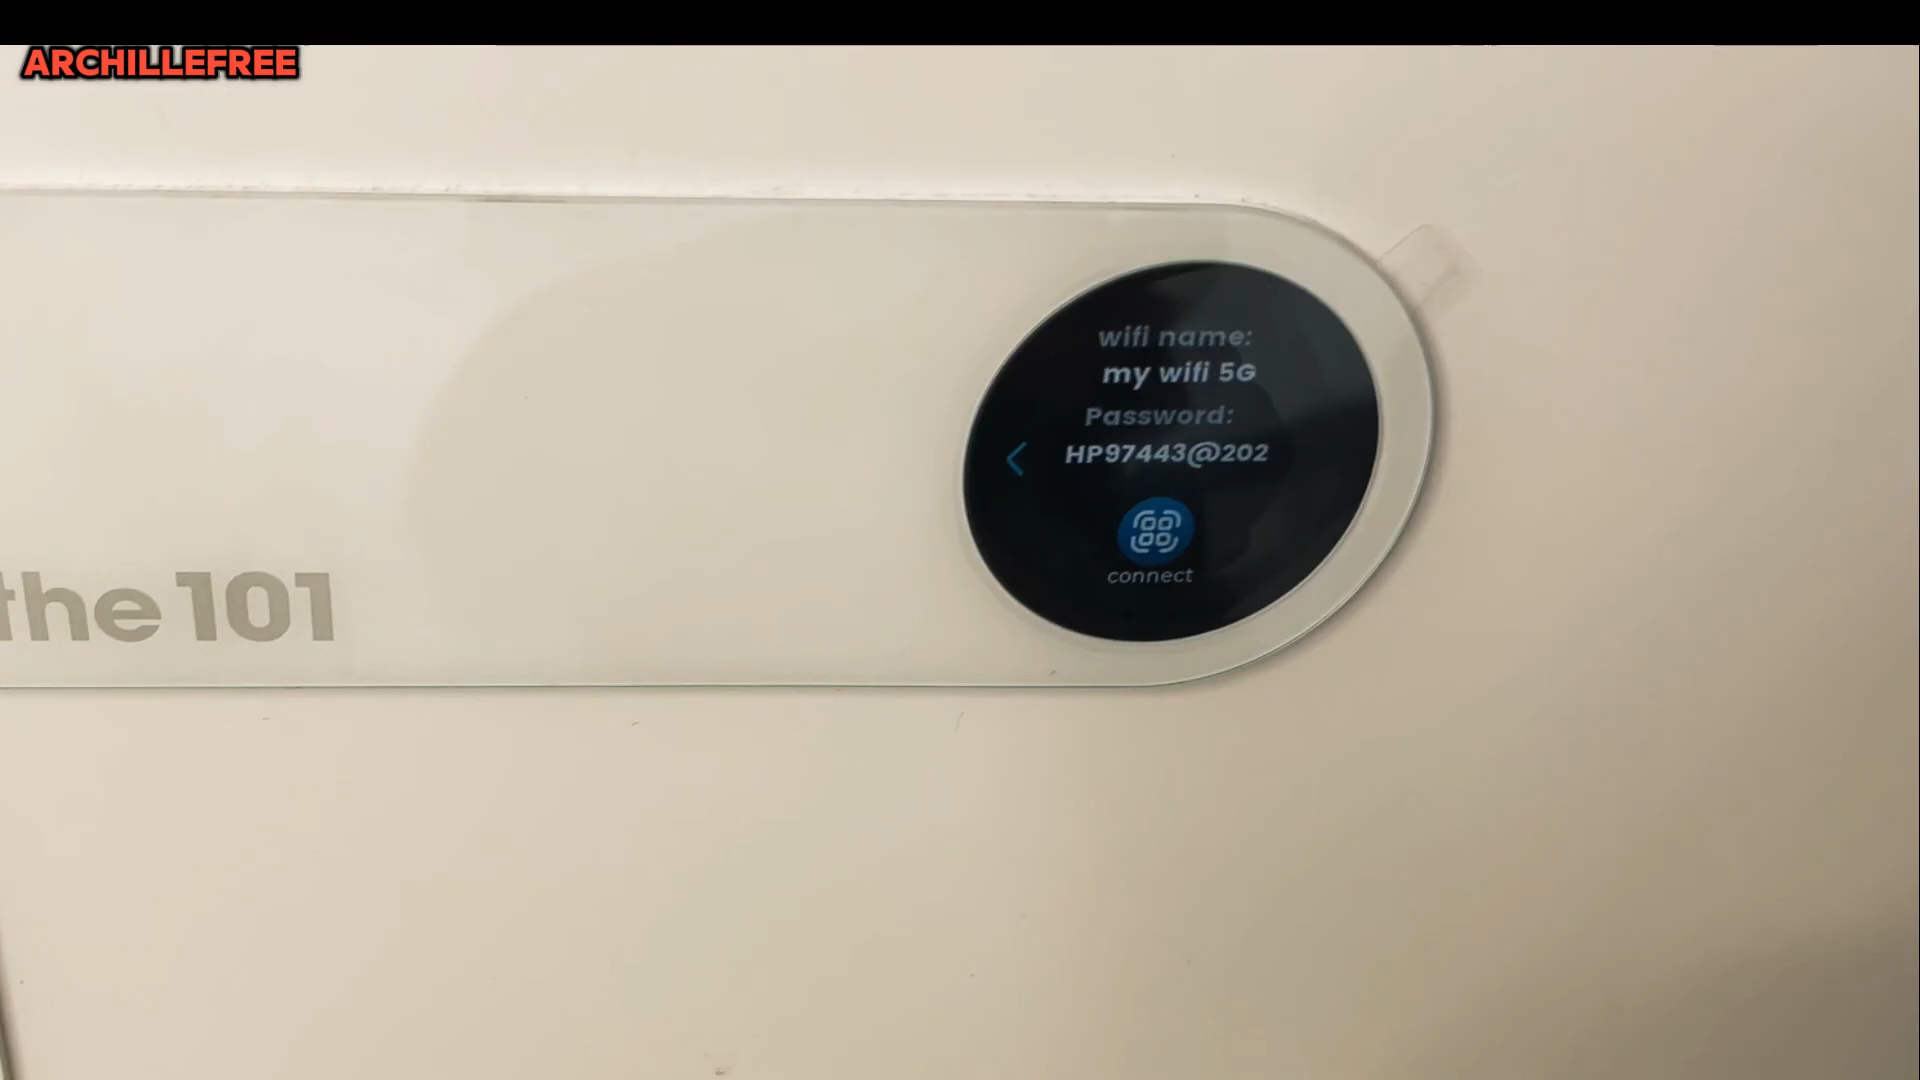 ARCHILLEFREE
wifi name:
my wifi 5G
Password:
HP97443@202
connect
the 101